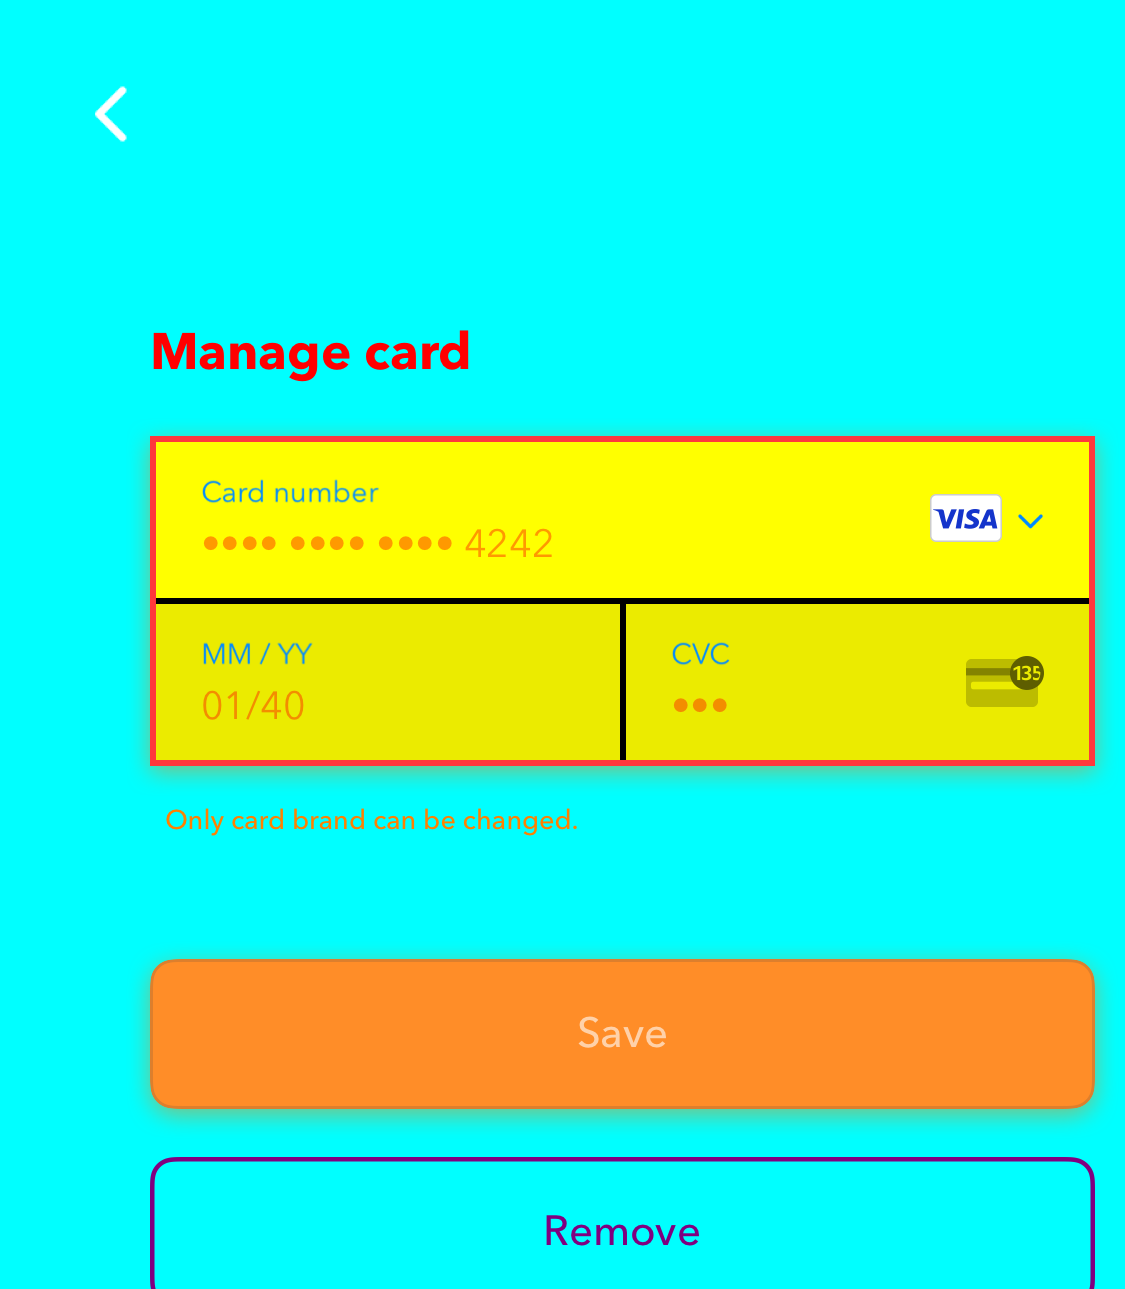 Manage card
Card number
•••• •••• •••• 4242
VISA
MM / YY
01/40
CVC
•••
135
Only card brand can be changed.
Save
Remove